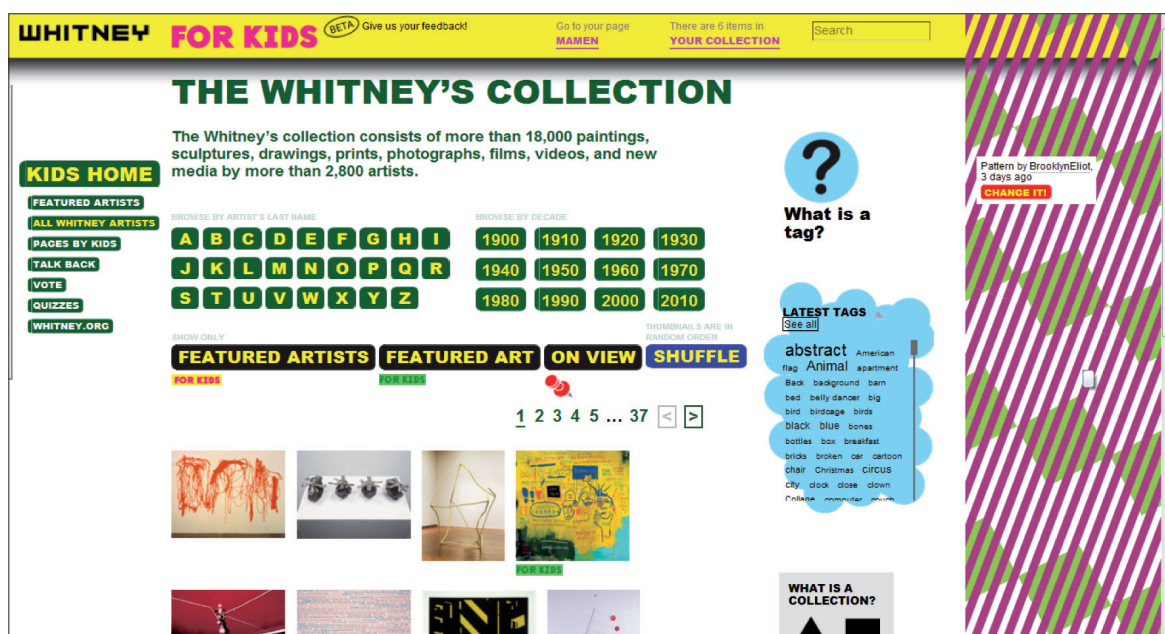 WHITNEY FOR KIDS BETA Give us your feedback!
Go to your page
MAMEN
There are 6 items in
YOUR COLLECTION
Search
THE WHITNEY'S COLLECTION
The Whitney's collection consists of more than 18,000 paintings,
sculptures, drawings, prints, photographs, films, videos, and new
media by more than 2,800 artists.
KIDS HOME
FEATURED ARTISTS
ALL WHITNEY ARTISTS
PAGES BY KIDS
TALK BACK
VOTE
QUIZZES
WHITNEY.ORG
BROWSE BY ARTIST'S LAST NAME
A B C D E F G H I
J K L M N O P Q R
S T U V W X Y Z
BROWSE BY DECADE
1900 1910 1920 1930
1940 1950 1960 1970
1980 1990 2000 2010
SHOW ONLY
FEATURED ARTISTS FEATURED ART ON VIEW
FOR KIDS FOR KIDS
THUMBNAILS ARE IN
RANDOM ORDER
SHUFFLE
1 2 3 4 5 ... 37 < >
FOR KIDS
?
What is a
tag?
LATEST TAGS
See all
abstract American
flag Animal apartment
Back background barn
bed belly dancer big
bird birdcage birds
black blue bones
bottles box breakfast
bricks broken car cartoon
chair Christmas circus
city clock close clown
Collage computer couch
WHAT IS A
COLLECTION?
Pattern by BrooklynEliot,
3 days ago
CHANGE IT!